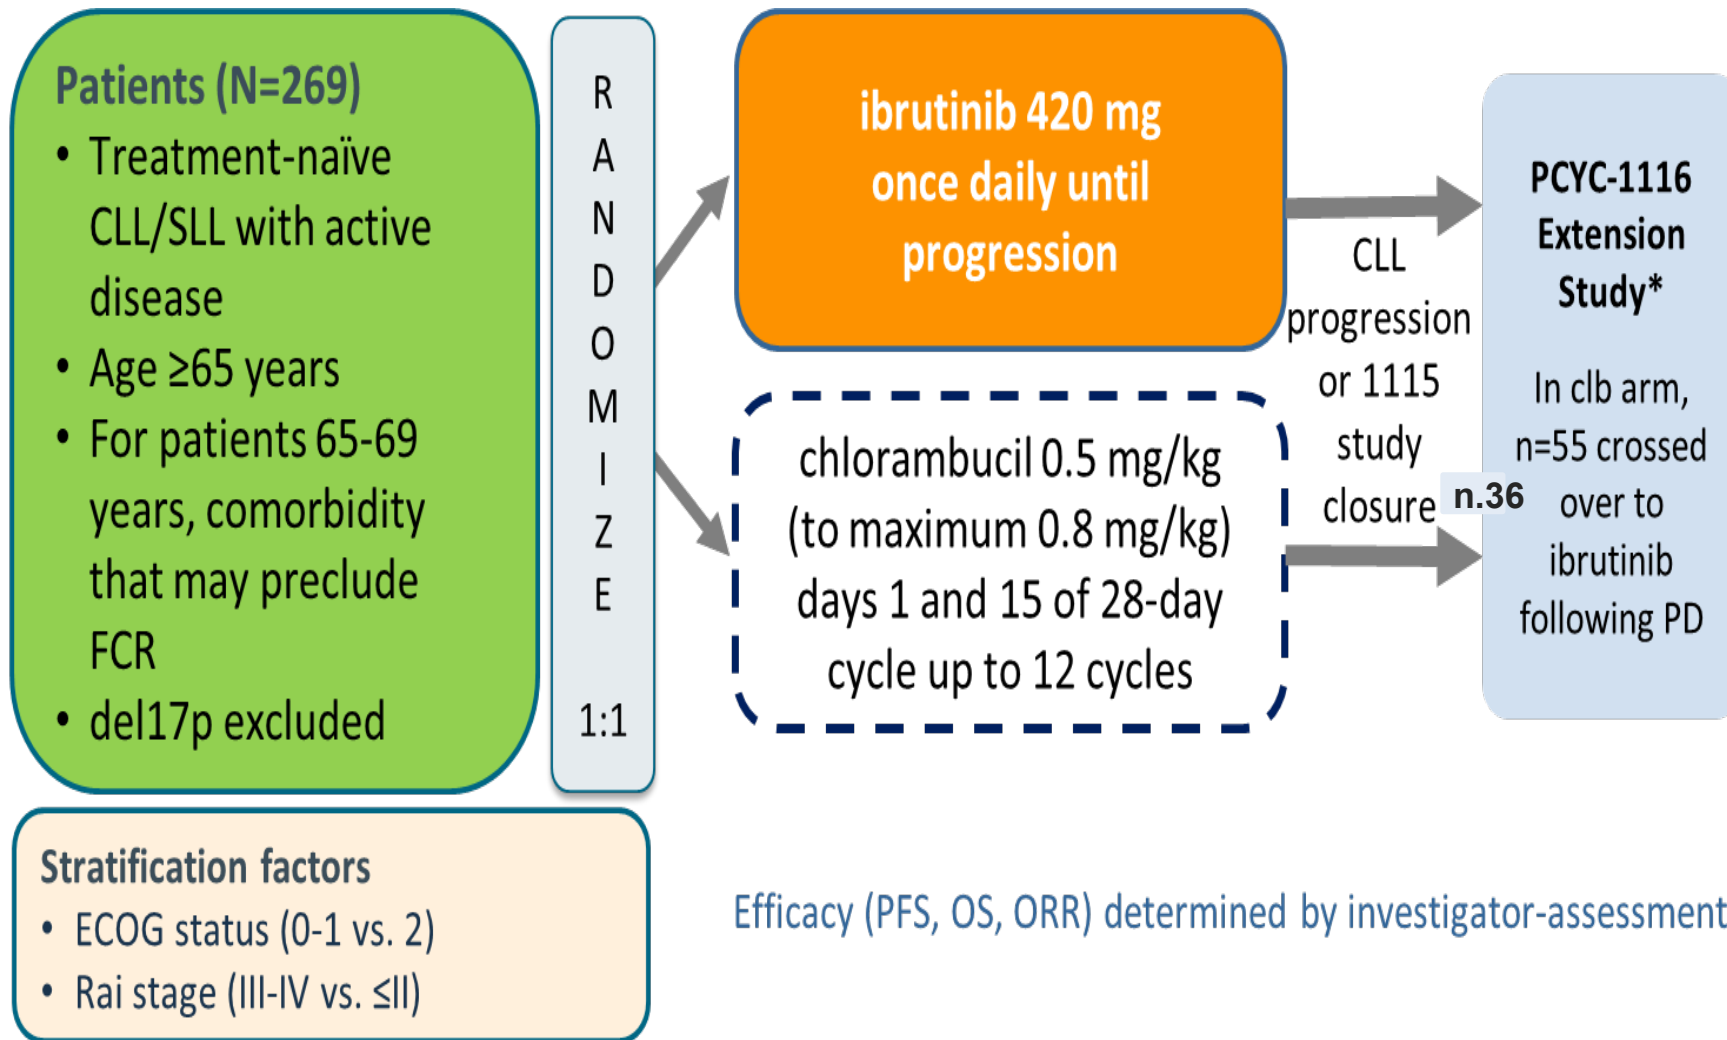 Patients (N=269)
• Treatment-naïve
CLL/SLL with active
disease
• Age ≥65 years
• For patients 65-69
years, comorbidity
that may preclude
FCR
• del17p excluded
R
A
N
D
O
M
I
Z
E
1:1
ibrutinib 420 mg
once daily until
progression
chlorambucil 0.5 mg/kg
(to maximum 0.8 mg/kg)
days 1 and 15 of 28-day
cycle up to 12 cycles
CLL
progression
or 1115
study
closure
n.36
PCYC-1116
Extension
Study*
In clb arm,
n=55 crossed
over to
ibrutinib
following PD
Stratification factors
• ECOG status (0-1 vs. 2)
• Rai stage (III-IV vs. ≤II)
Efficacy (PFS, OS, ORR) determined by investigator-assessment